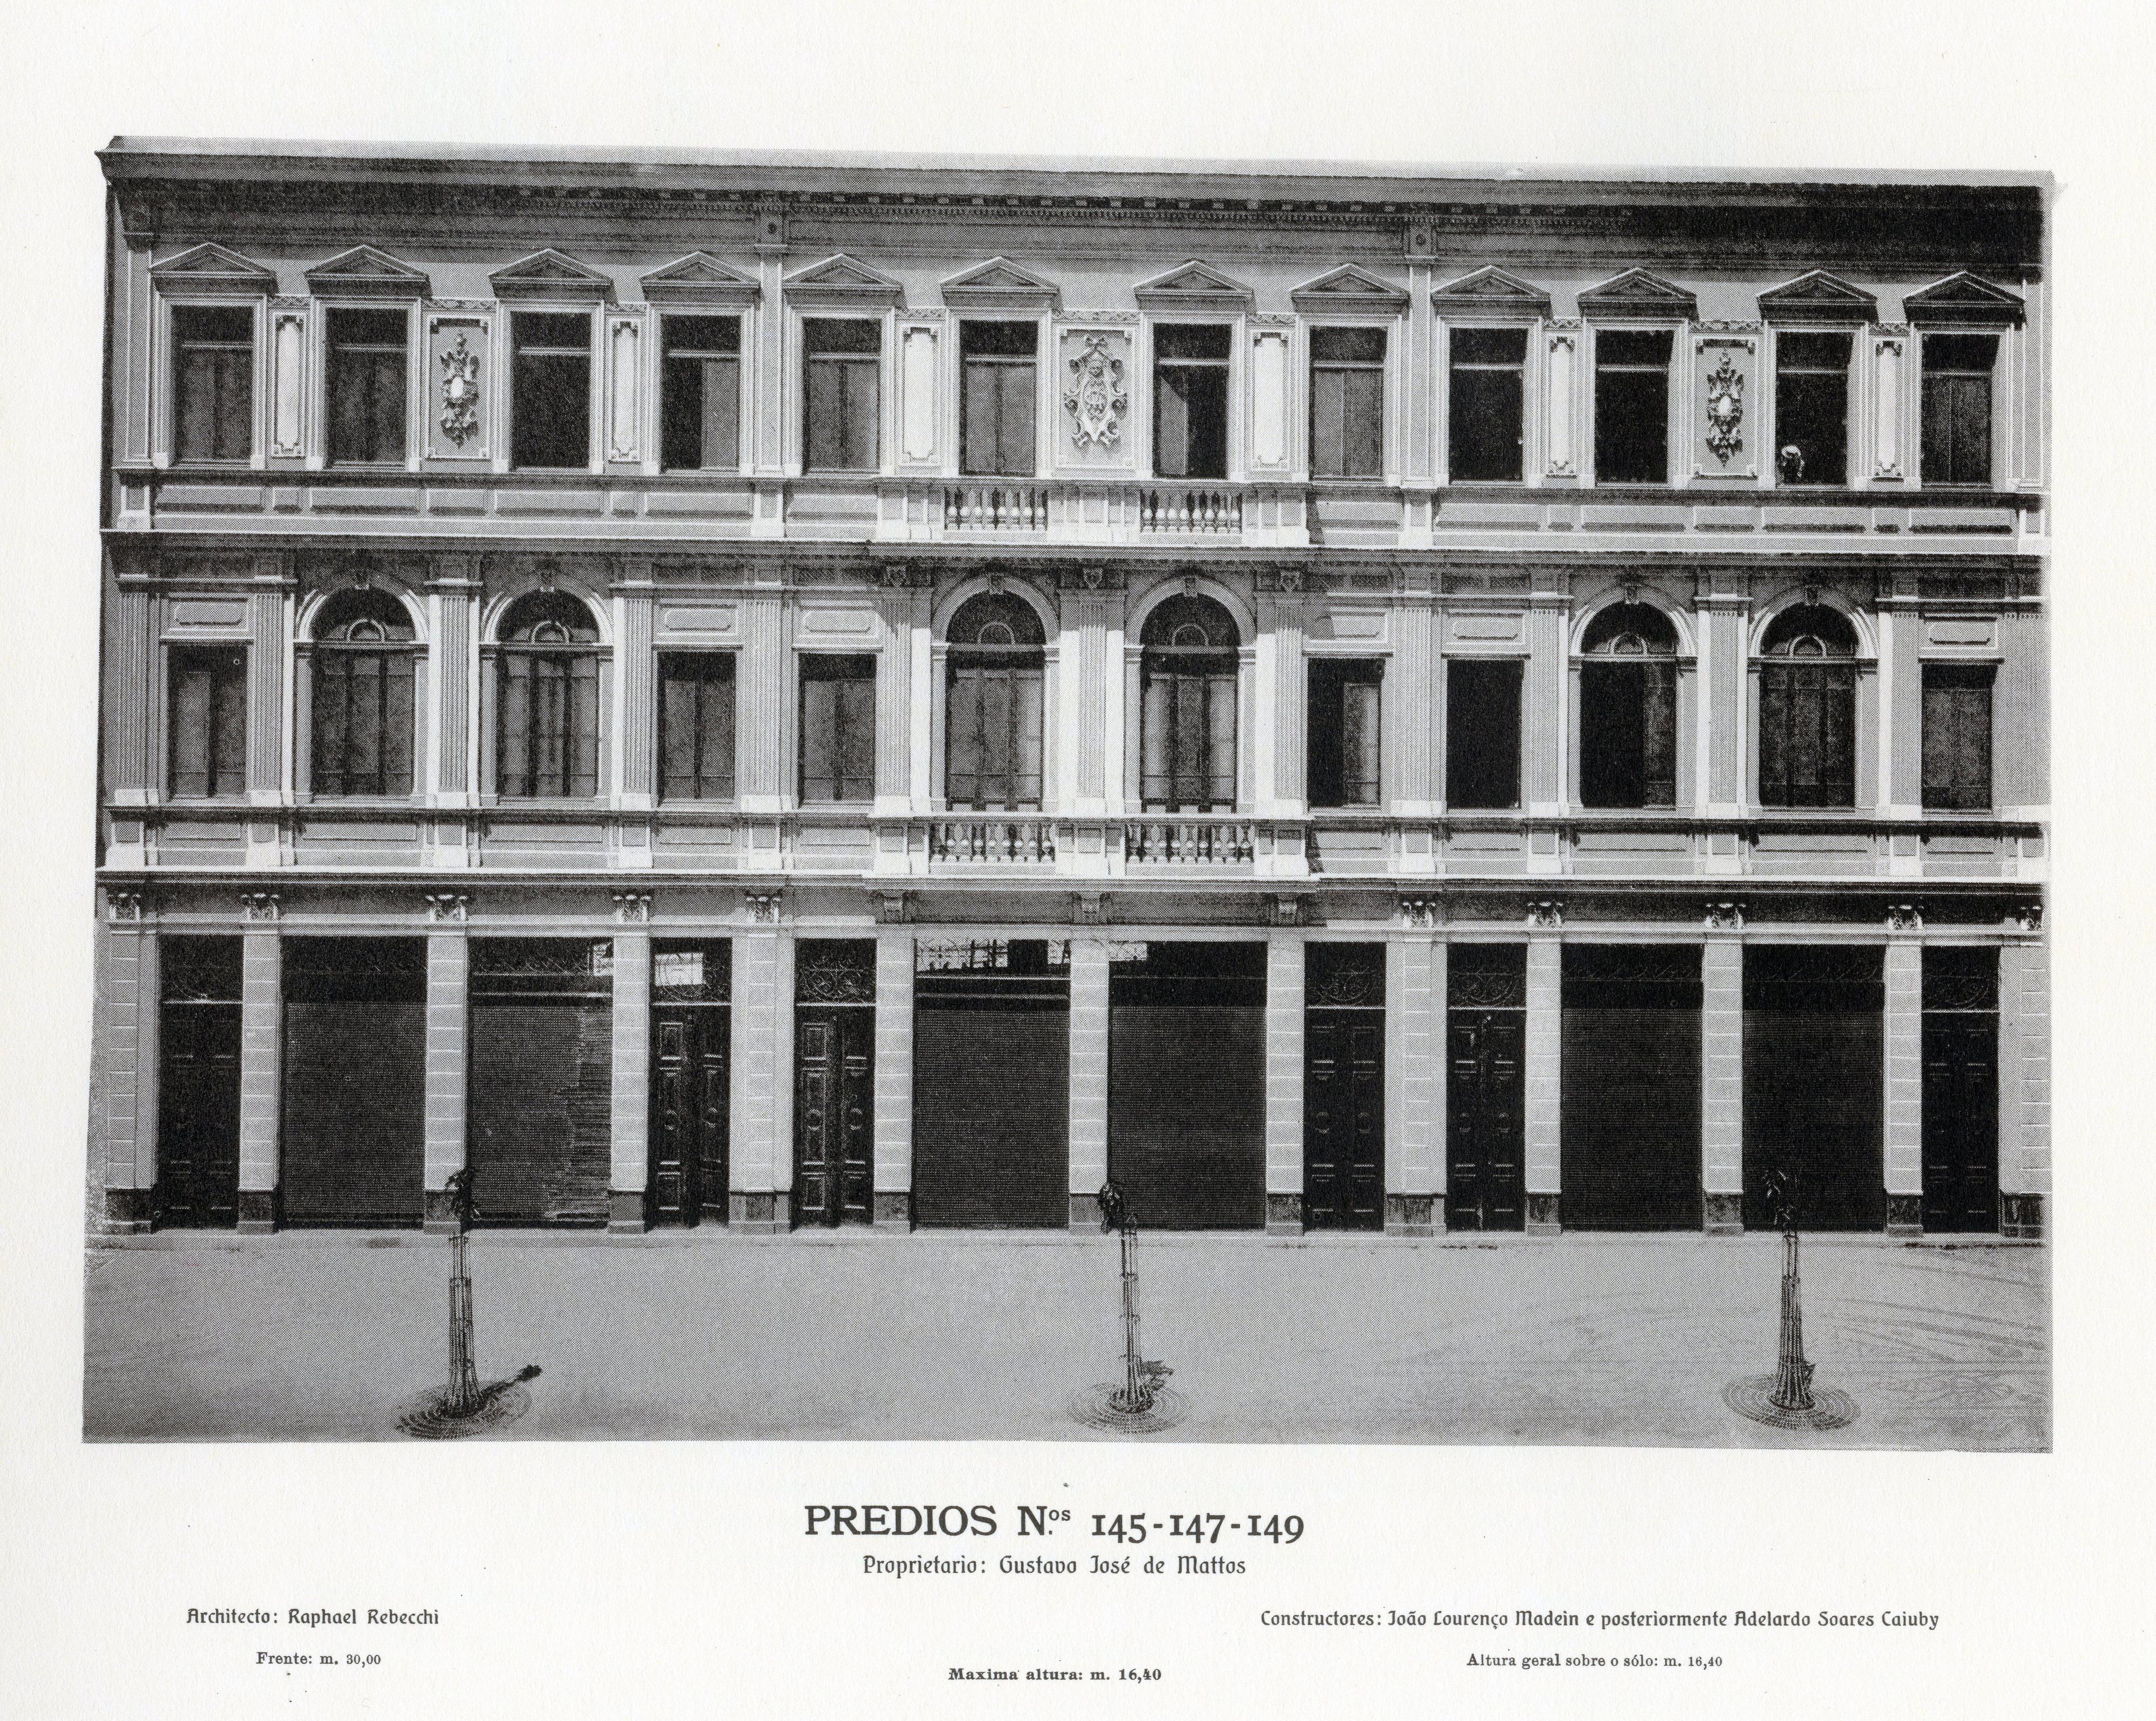 PREDIOS N.os 145-147-149
Proprietario: Gustavo José de Mattos
Architecto: Raphael Rebecchi
Constructores: João Lourenço Madein e posteriormente Adelardo Soares Caiuby
Frente: m. 30,00
Altura geral sobre o sólo: m. 16,40
Maxima altura: m. 16,40